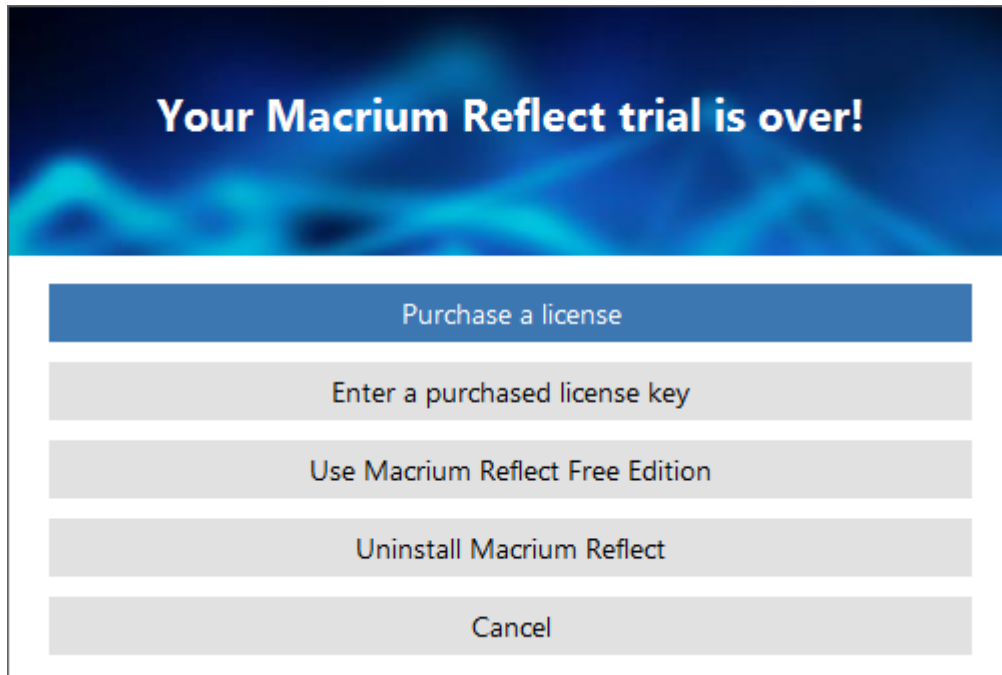 Your Macrium Reflect trial is over!
Purchase a license
Enter a purchased license key
Use Macrium Reflect Free Edition
Uninstall Macrium Reflect
Cancel